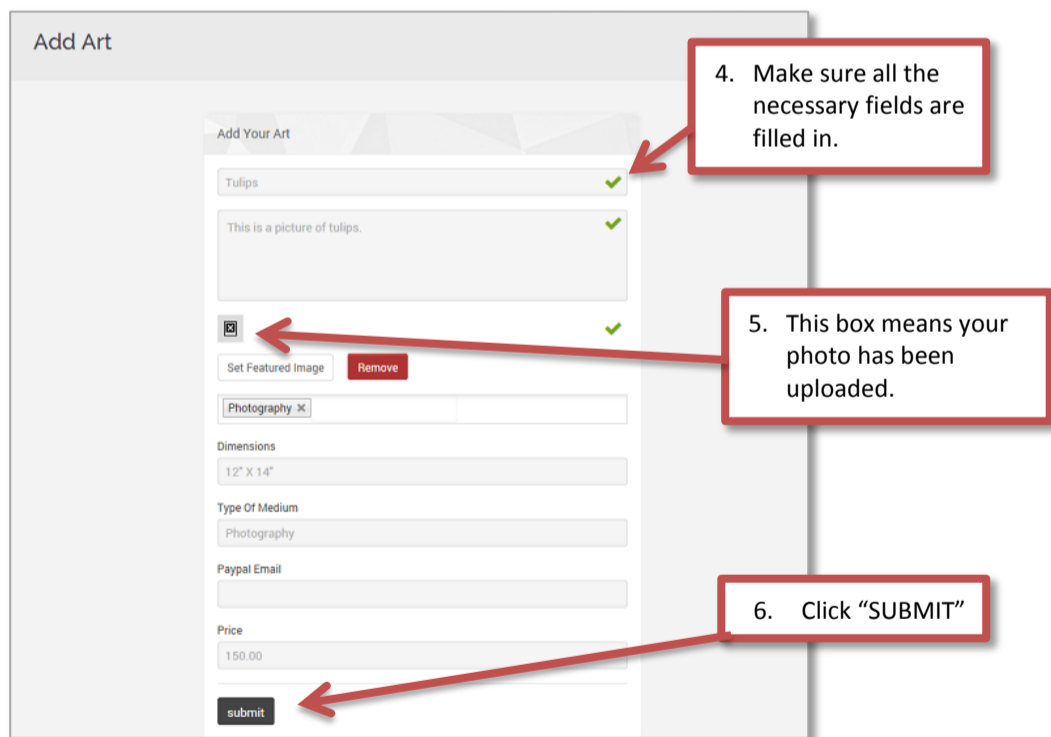 Add Art
4. Make sure all the
necessary fields are
filled in.
Add Your Art
Tulips
This is a picture of tulips.
5. This box means your
photo has been
uploaded.
Set Featured Image Remove
Photography ×
Dimensions
12" X 14"
Type Of Medium
Photography
Paypal Email
6. Click “SUBMIT”
Price
150.00
submit